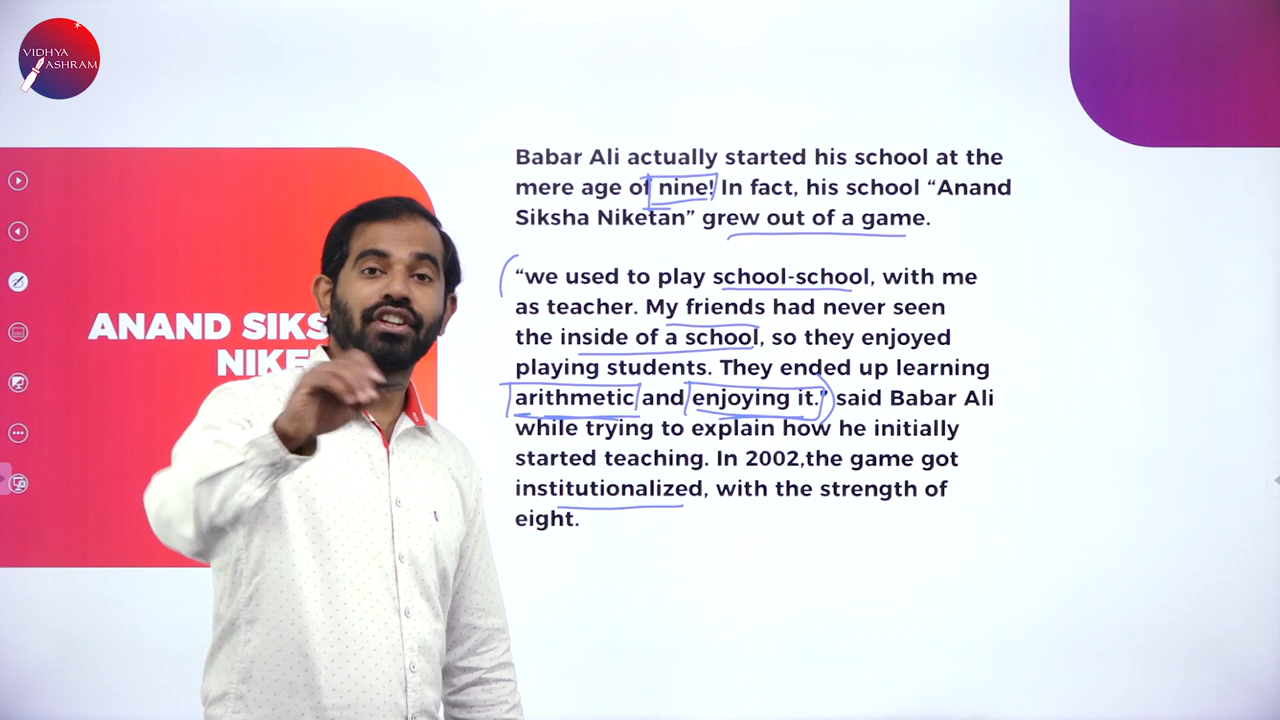 VIDHYA
ASHRAM
ANAND SIKS
NIKE
Babar Ali actually started his school at the
mere age of nine! In fact, his school “Anand
Siksha Niketan” grew out of a game.
“we used to play school-school, with me
as teacher. My friends had never seen
the inside of a school, so they enjoyed
playing students. They ended up learning
arithmetic and enjoying it.” said Babar Ali
while trying to explain how he initially
started teaching. In 2002,the game got
institutionalized, with the strength of
eight.